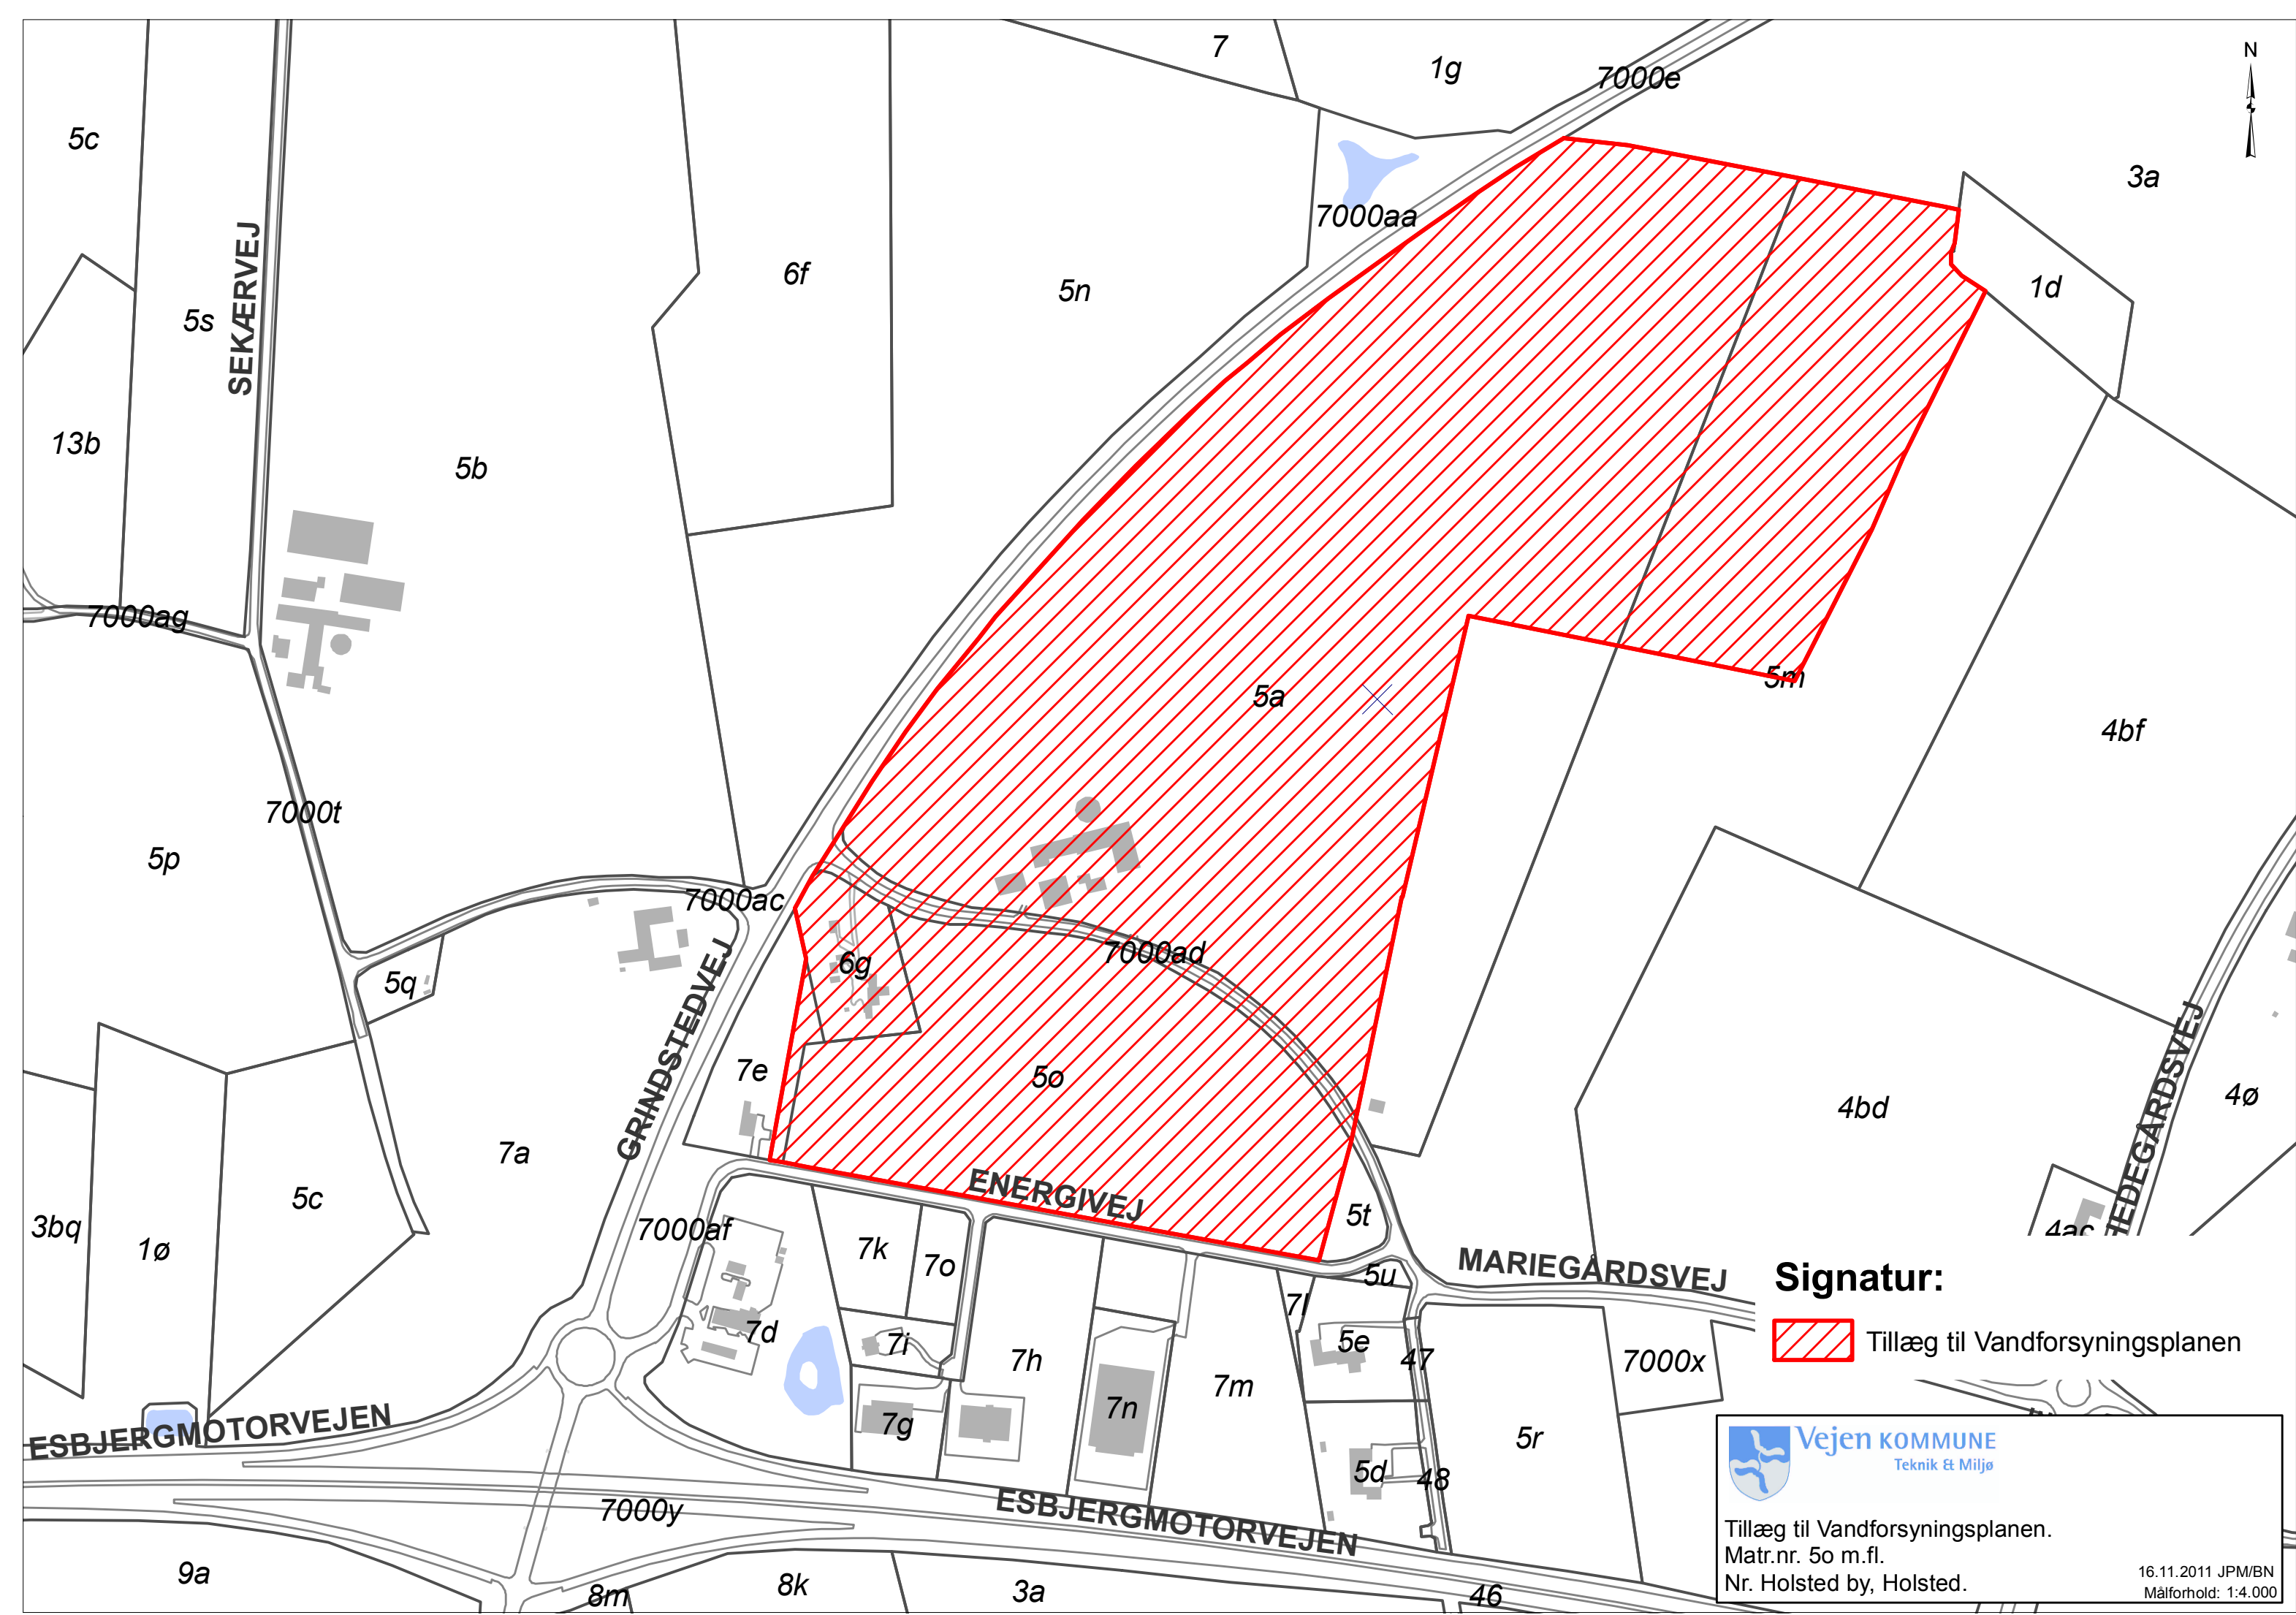 N
7
1g
7000e
5c
3a
7000aa
6f
5n
1d
5s
SEKÆRVEJ
13b
5b
7000ag
5a
5m
4bf
7000t
5p
7000ac
7000ad
6g
5q
GRINDSTEDVEJ
7e
5o
4bd
4ø
7a
ENERGIVEJ
5c
3bq
1ø
7000af
5t
7k
7o
5u
MARIEGÅRDSVEJ
4ac
Signatur:
Tillæg til Vandforsyningsplanen
7l
7d
7i
5e
47
7h
7000x
7m
7n
7g
5r
ESBJERGMOTORVEJEN
5d
48
7000y
ESBJERGMOTORVEJEN
9a
8m
8k
3a
46
Vejen KOMMUNE
Teknik & Miljø
Tillæg til Vandforsyningsplanen.
Matr.nr. 5o m.fl.
Nr. Holsted by, Holsted.
16.11.2011 JPM/BN
Målforhold: 1:4.000